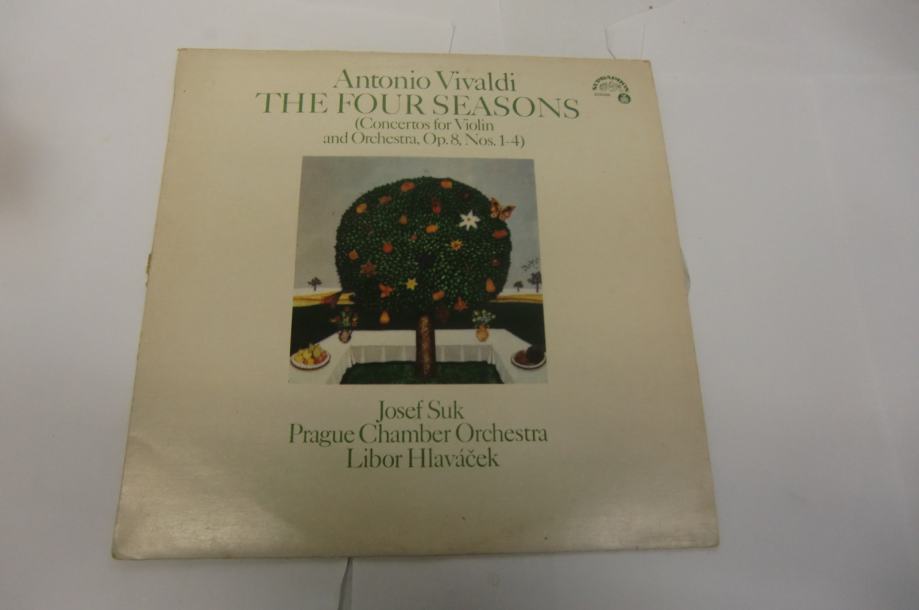 Antonio Vivaldi
THE FOUR SEASONS
(Concertos for Violin
and Orchestra, Op. 8, Nos. 1-4)
SUPRAPHON
Josef Suk
Prague Chamber Orchestra
Libor Hlaváček